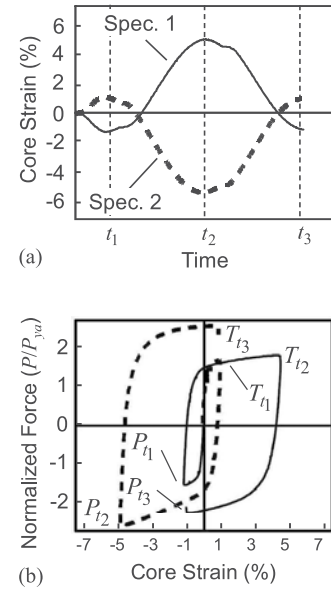 6
Spec. 1
4
2
0
-2
-4
Spec. 2
-6
Core Strain (%)
t1 t2 t3
(a) Time
2
1
0
-1
-2
Normalized Force (P/Pya)
Tt3
Tt2
Tt1
Pt1
Pt3
Pt2
-7 -5 -3 -1 1 3 5 7
(b) Core Strain (%)